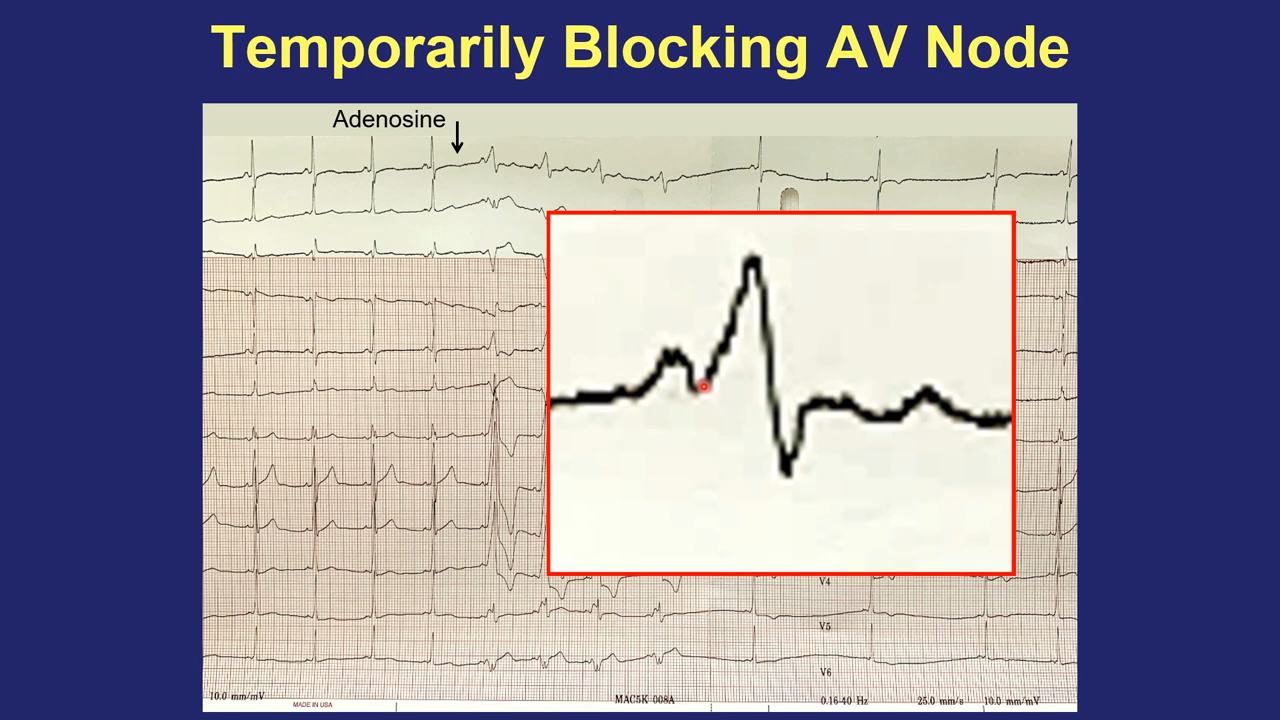 Temporarily Blocking AV Node
Adenosine
V4
V5
V6
10.0 mm/mV
MADE IN USA
MAC5K 008A
0.16-40 Hz
25.0 mm/s
10.0 mm/mV